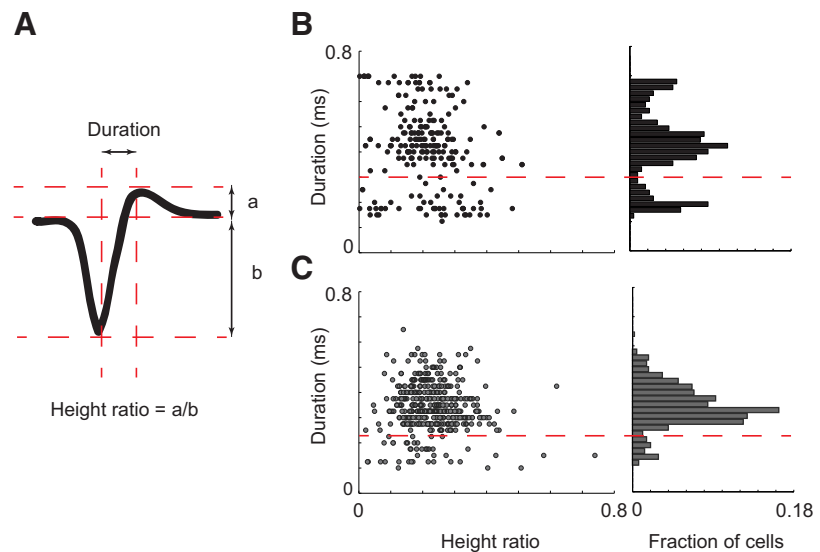 A
Duration
a
b
Height ratio = a/b
B
0.8
Duration (ms)
0
C
0.8
Duration (ms)
0
0.8
Height ratio
0
0.18
Fraction of cells